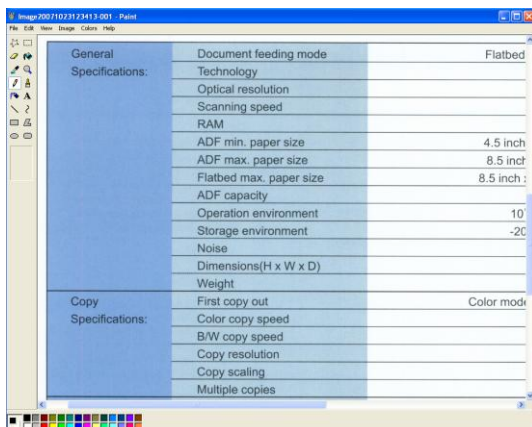 Image20071023123413-001 - Paint
File Edit View Image Colors Help
General Document feeding mode Flatbed
Specifications: Technology
Optical resolution
Scanning speed
RAM
ADF min. paper size 4.5 inch
ADF max. paper size 8.5 inch
Flatbed max. paper size 8.5 inch :
ADF capacity
Operation environment 10°
Storage environment -20
Noise
Dimensions(H x W x D)
Weight
Copy First copy out Color mode
Specifications: Color copy speed
B/W copy speed
Copy resolution
Copy scaling
Multiple copies